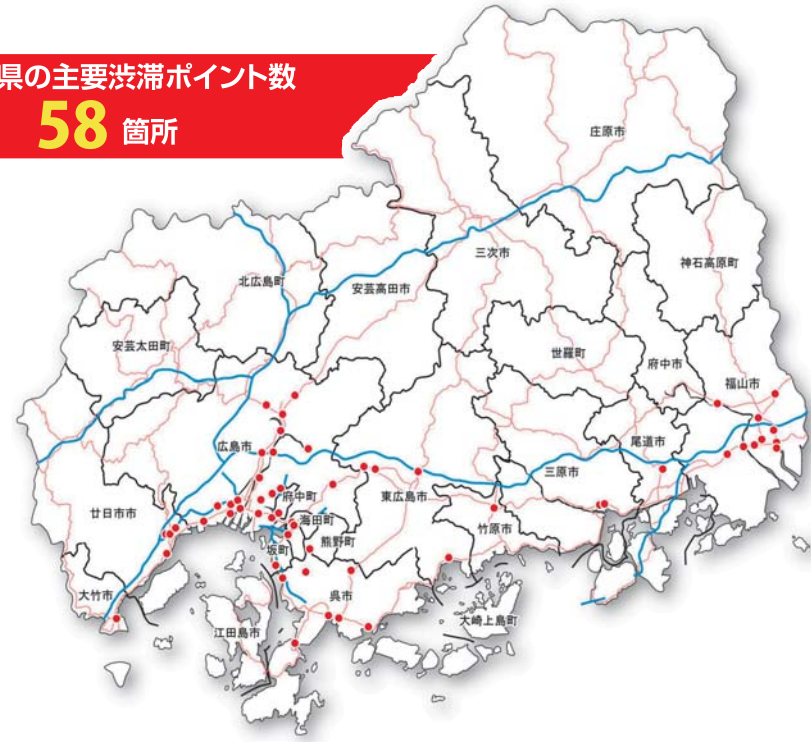 県の主要渋滞ポイント数
58 箇所
庄原市
三次市
神石高原町
北広島町
安芸高田市
安芸太田町
世羅町
府中市
福山市
広島市
尾道市
三原市
東広島市
府中町
廿日市市
海田町
竹原市
熊野町
坂町
大竹市
呉市
江田島市
大崎上島町